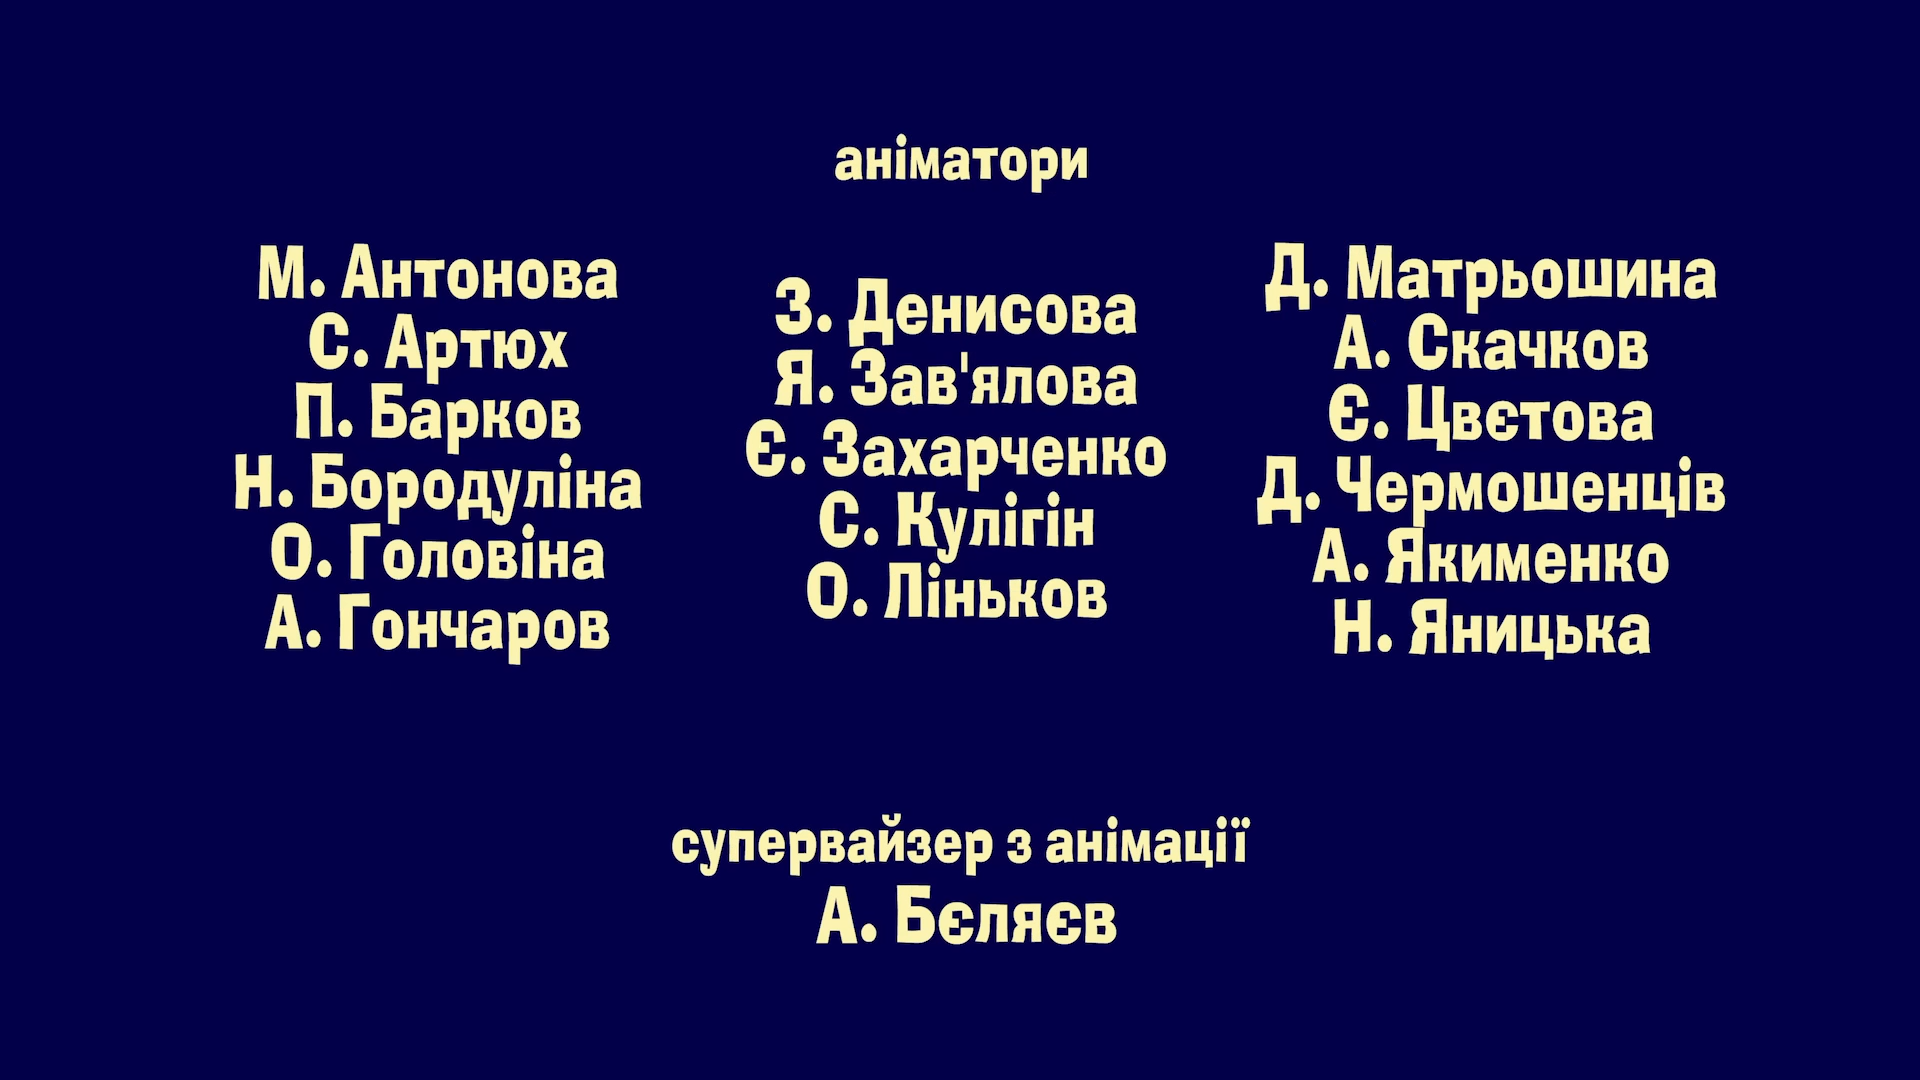 аніматори
М. Антонова
С. Артюх
П. Барков
Н. Бородуліна
О. Головіна
А. Гончаров
З. Денисова
Я. Зав'ялова
Є. Захарченко
С. Кулігін
О. Ліньков
Д. Матрьошина
А. Скачков
Є. Цвєтова
Д. Чермошенців
А. Якименко
Н. Яницька
супервайзер з анімації
А. Бєляєв